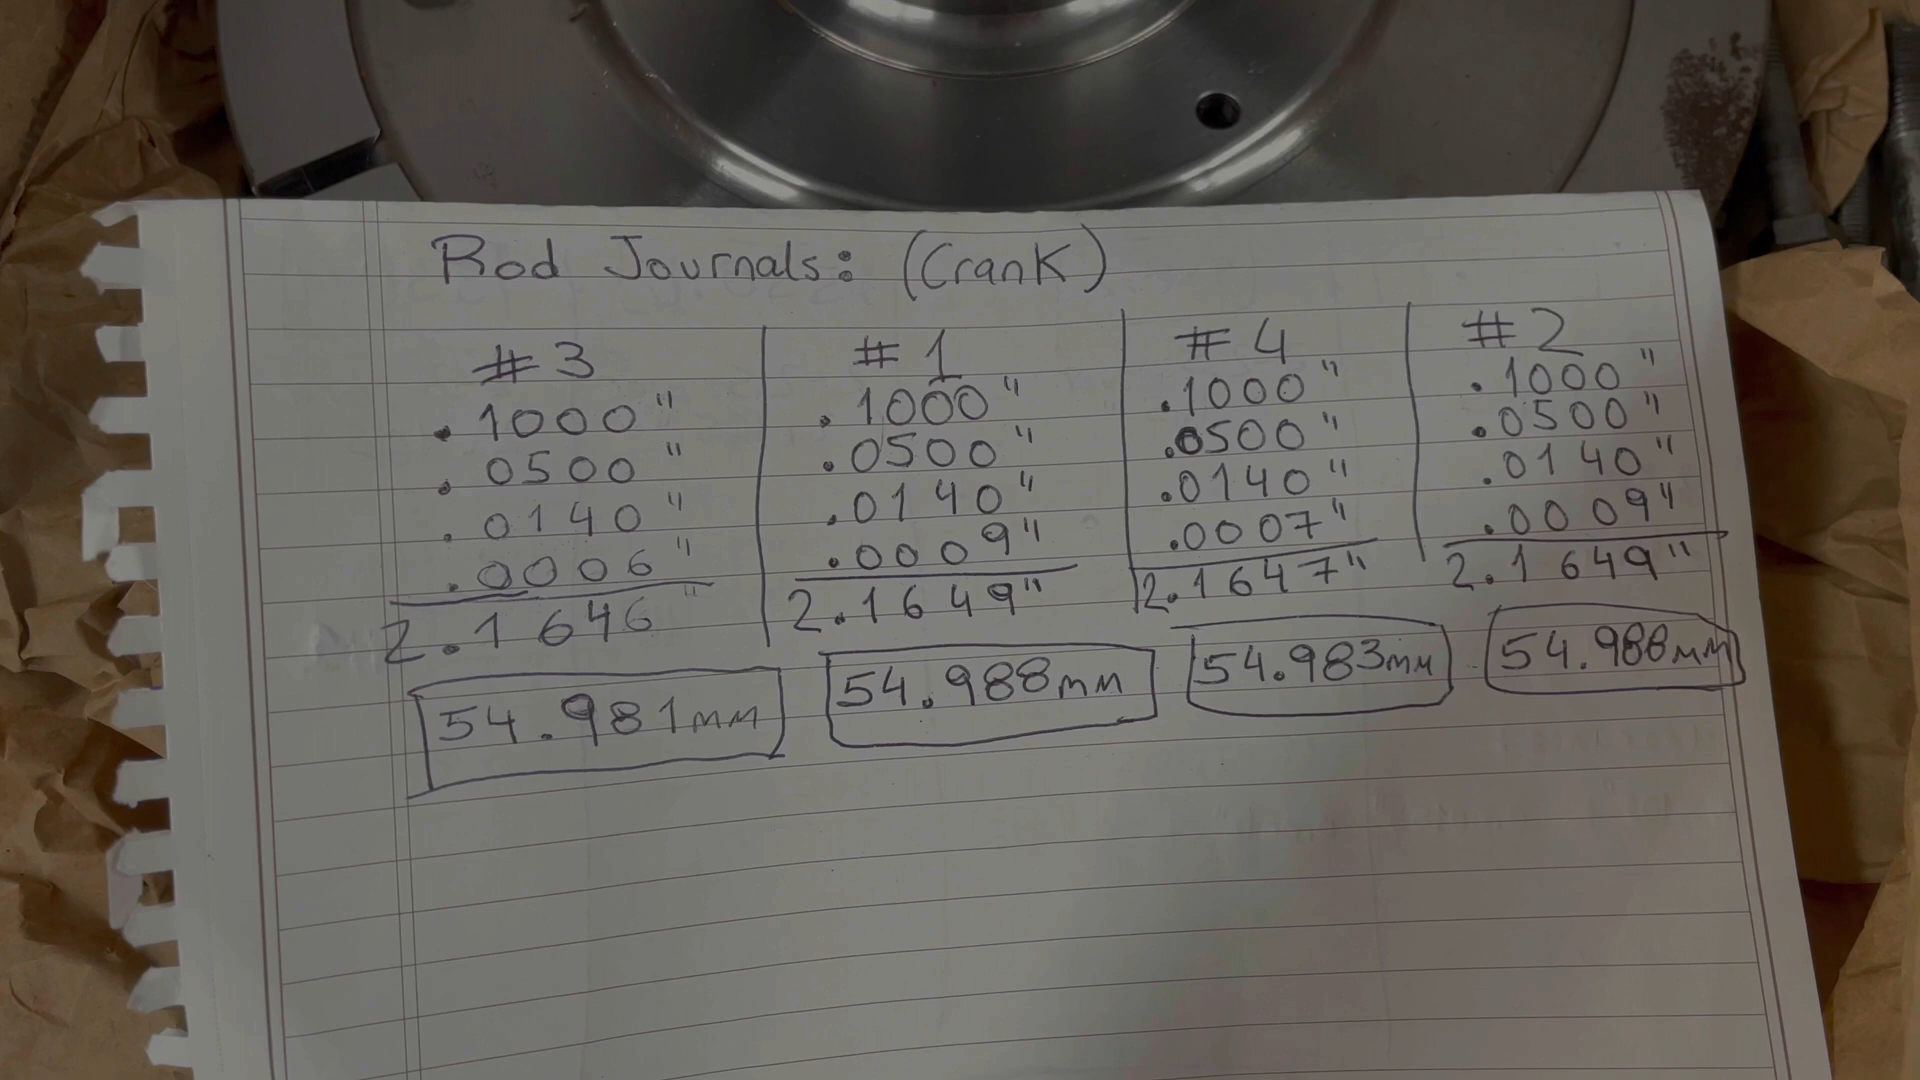 Rod Journals: (Crank)
#3 #1 #4 #2
.1000" .1000" .1000" .1000"
.0500" .0500" .0500" .0500"
.0140" .0140" .0140" .0140"
.0006" .0009" .0007" .0009"
2.1646" 2.1649" 2.1647" 2.1649"
54.981mm 54.988mm 54.983mm 54.988mm